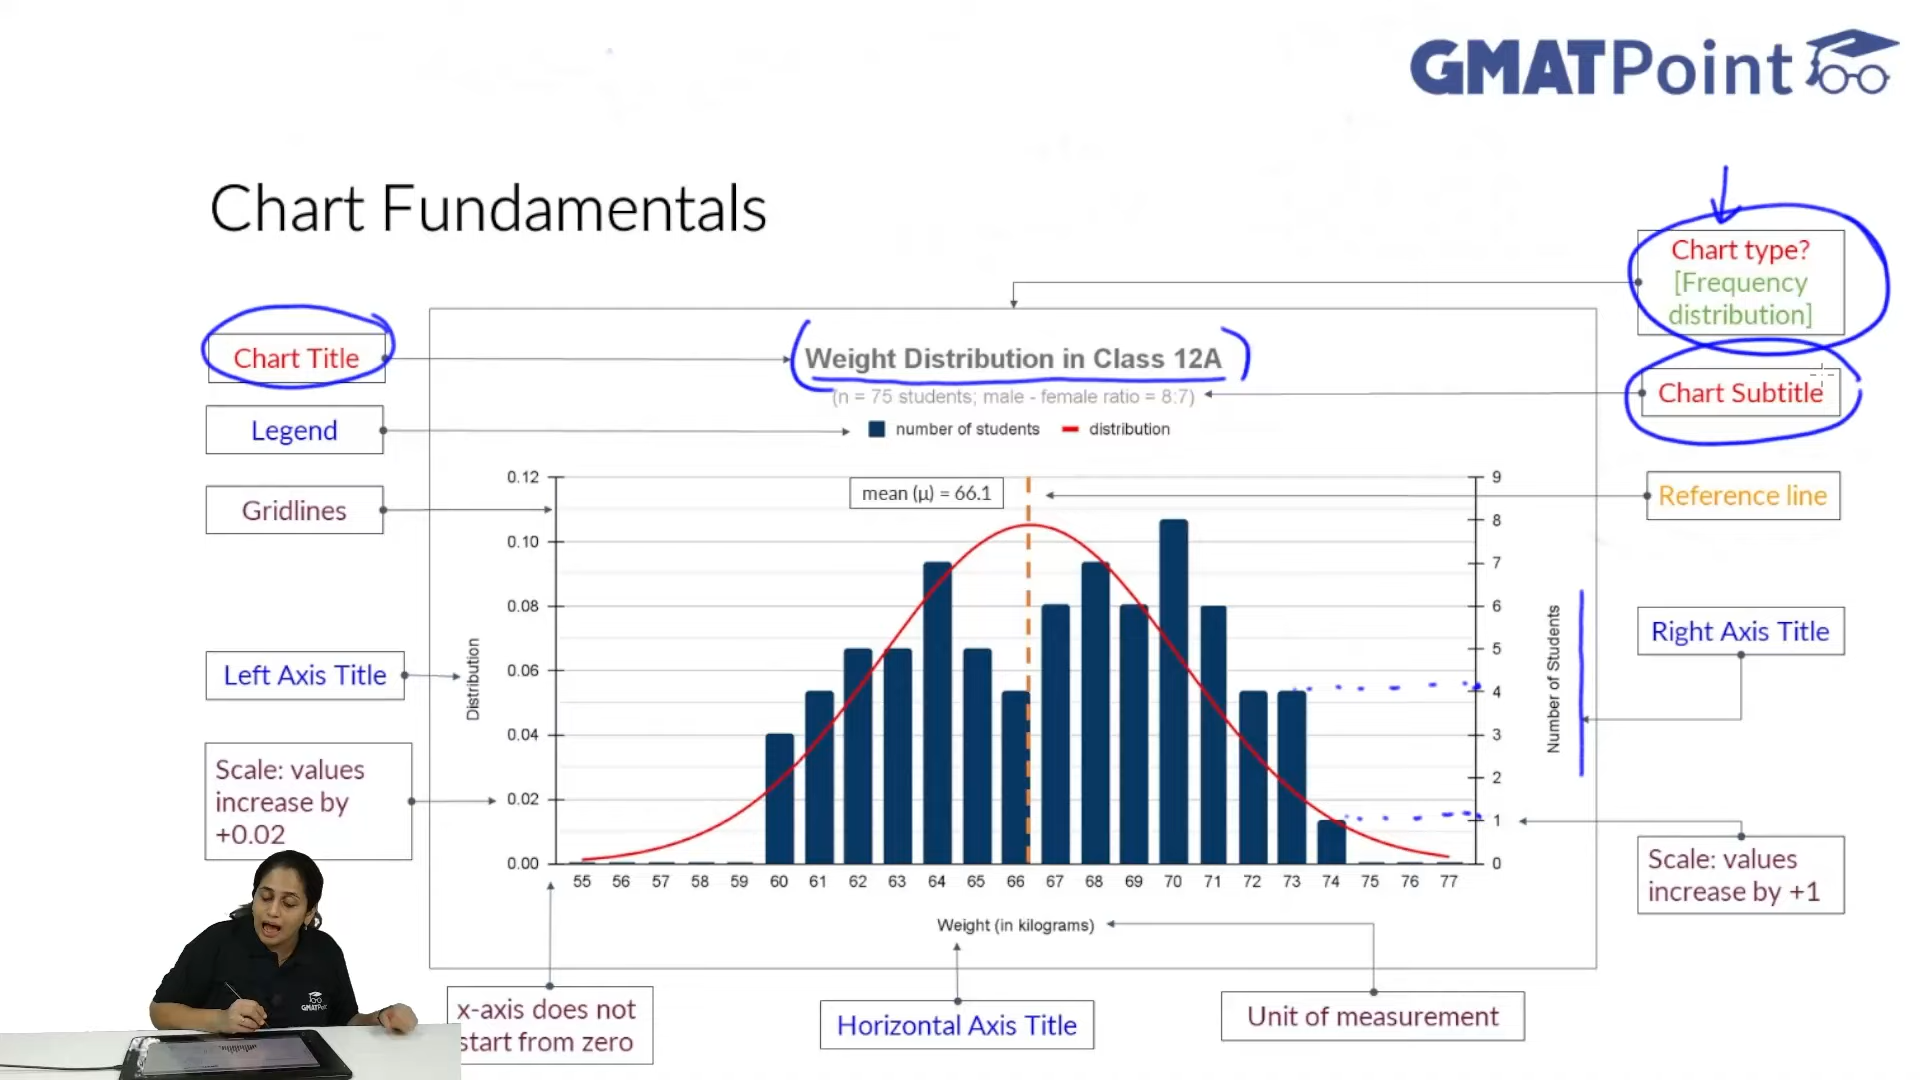 GMATPoint
Chart Fundamentals
Chart type?
[Frequency
distribution]
Chart Title
Weight Distribution in Class 12A
(n = 75 students; male - female ratio = 8:7)
Chart Subtitle
Legend
number of students
distribution
Gridlines
mean (μ) = 66.1
Reference line
0.12
0.10
0.08
0.06
0.04
0.02
0.00
9
8
7
6
5
4
3
2
1
0
Left Axis Title
Distribution
Number of Students
Right Axis Title
Scale: values
increase by
+0.02
Scale: values
increase by +1
55 56 57 58 59 60 61 62 63 64 65 66 67 68 69 70 71 72 73 74 75 76 77
Weight (in kilograms)
x-axis does not
start from zero
Horizontal Axis Title
Unit of measurement